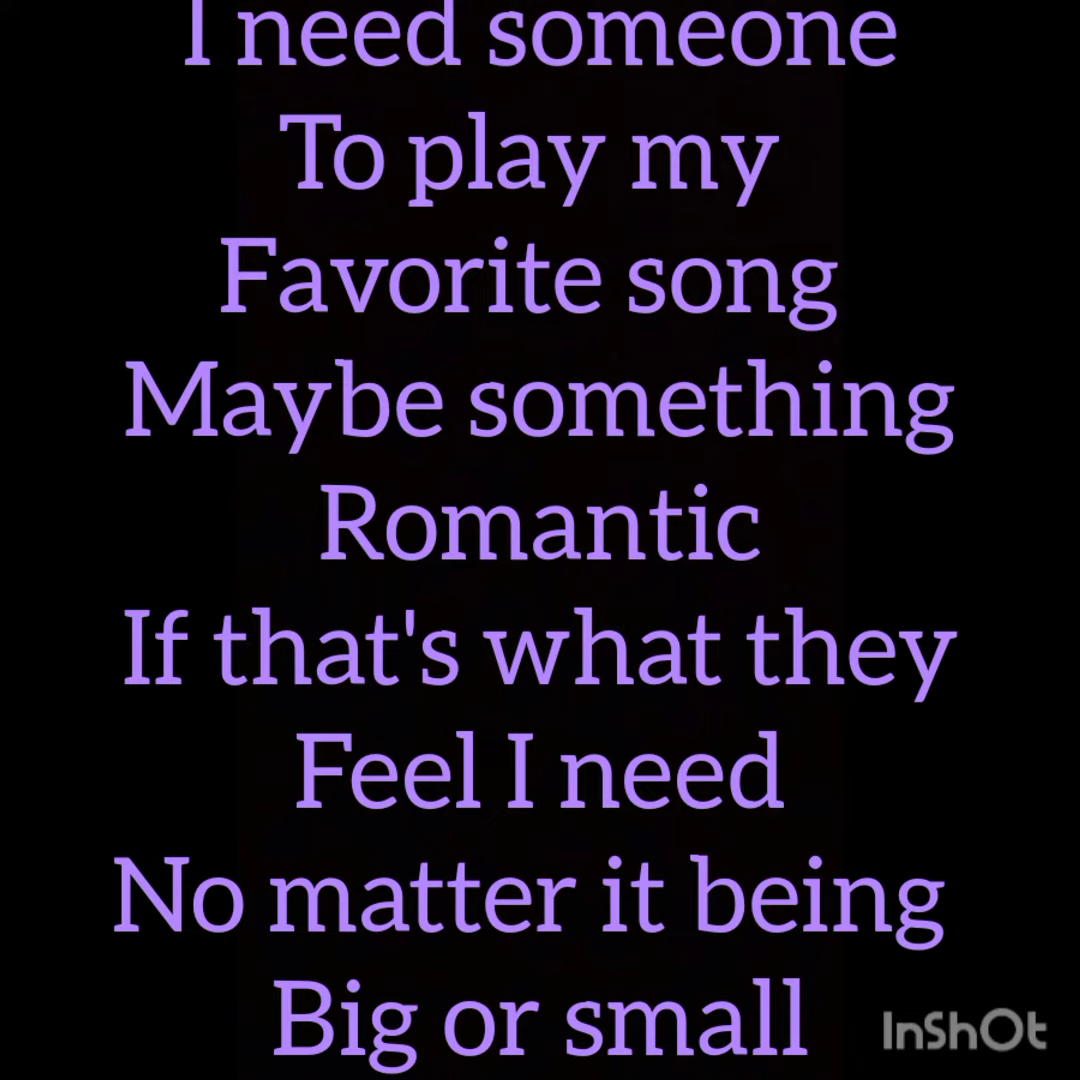 I need someone
To play my
Favorite song
Maybe something
Romantic
If that's what they
Feel I need
No matter it being
Big or small
InShOt